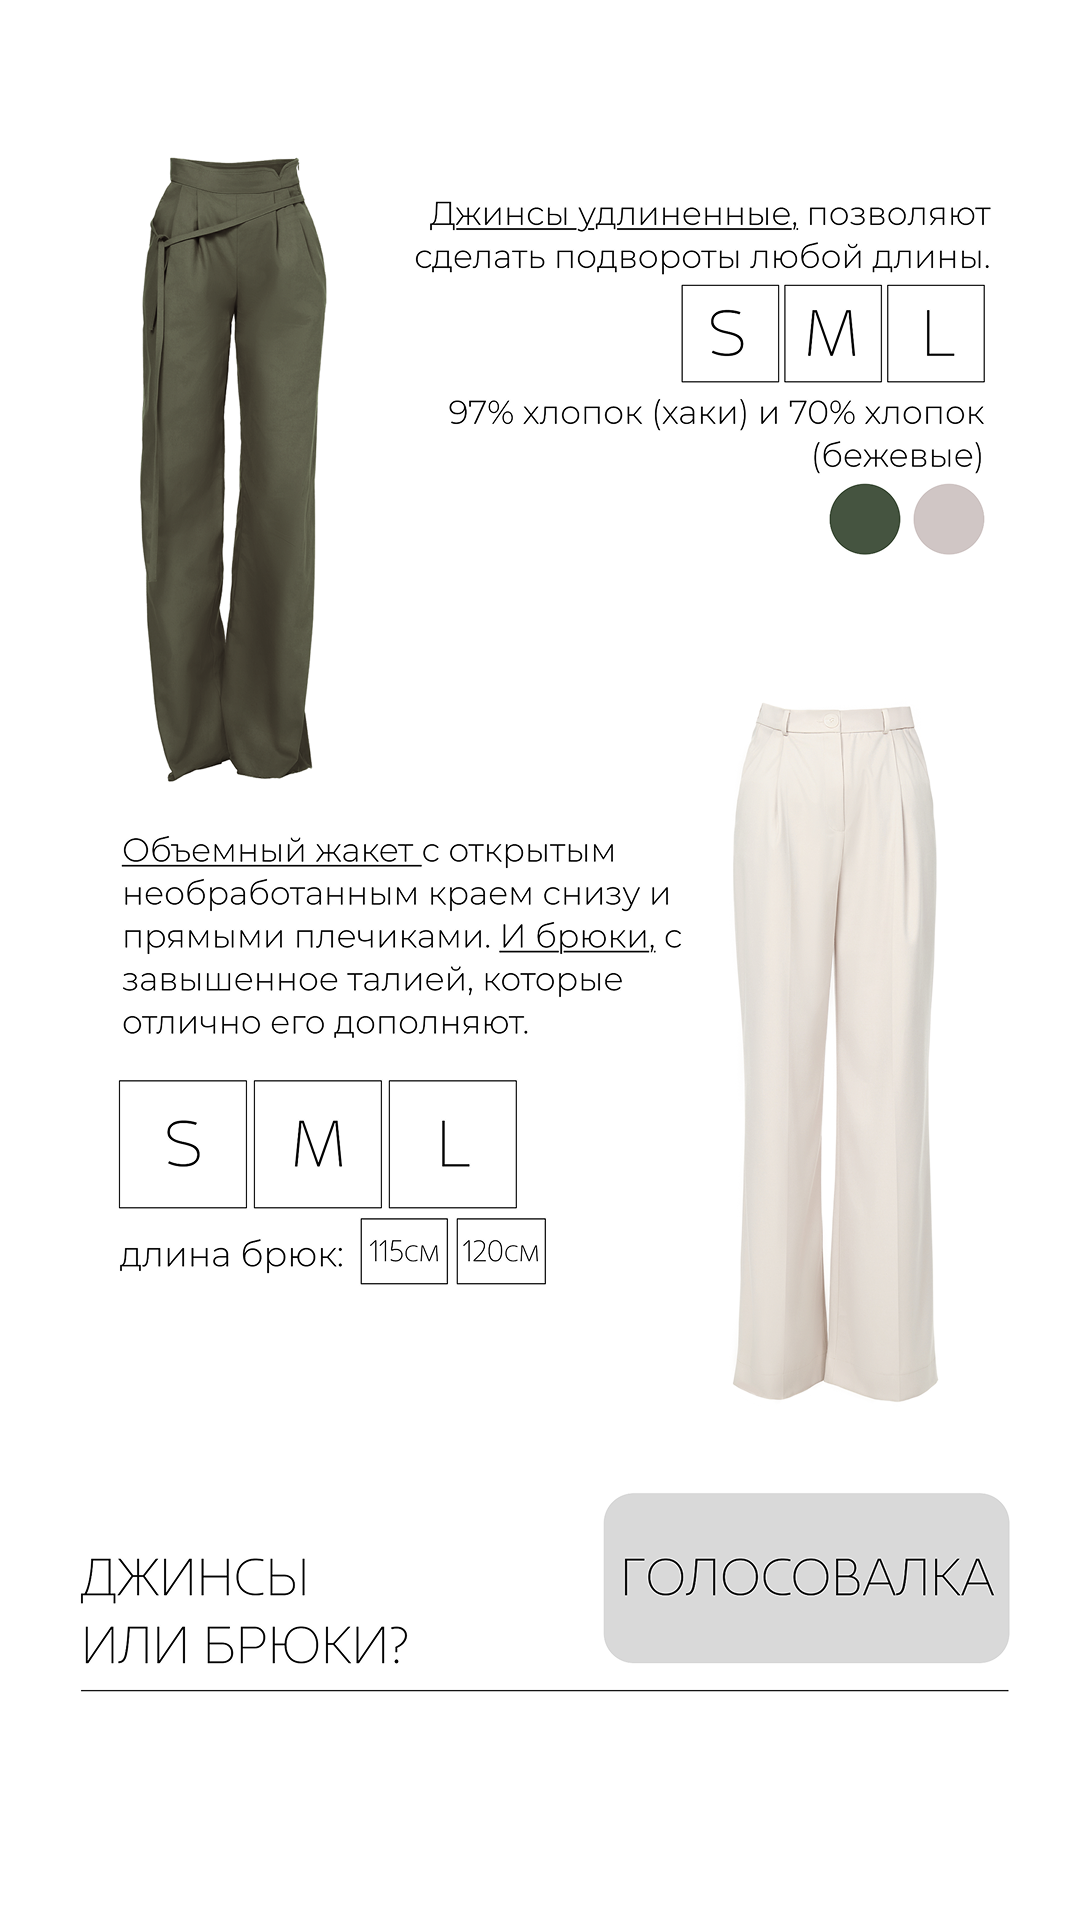 Джинсы удлиненные, позволяют
сделать подвороты любой длины.
S M L
97% хлопок (хаки) и 70% хлопок
(бежевые)
Объемный жакет с открытым
необработанным краем снизу и
прямыми плечиками. И брюки, с
завышенное талией, которые
отлично его дополняют.
S M L
длина брюк: 115см 120см
ДЖИНСЫ
ИЛИ БРЮКИ?
ГОЛОСОВАЛКА